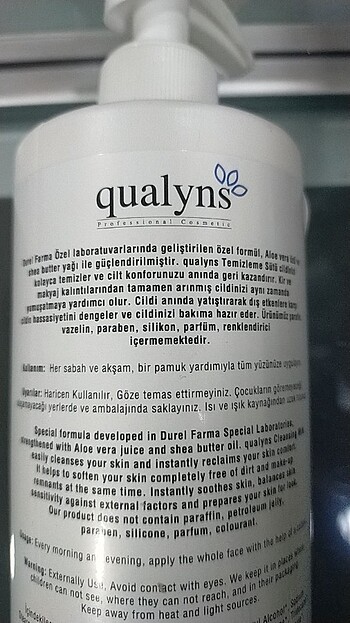 qualyns
Professional Cosmetic
Durel Farma Özel laboratuvarlarında geliştirilen özel formül, Aloe vera
shea butter yağı ile güçlendirilmiştir. qualyns Temizleme Sütü cildinizi
kolayca temizler ve cilt konforunuzu anında geri kazandırır. Kir ve
makyaj kalıntılarından tamamen arınmış cildinizi aynı zamanda
yumuşatmaya yardımcı olur. Cildi anında yatıştırarak dış etkenlere karşı
cildin hassasiyetini dengeler ve cildinizi bakıma hazır eder. Ürünümüz
vazelin, paraben, silikon, parfüm, renklendirici
içermemektedir.
Kullanım: Her sabah ve akşam, bir pamuk yardımıyla tüm yüzünüze
Uyarılar: Haricen Kullanılır, Göze temas ettirmeyiniz. Çocukların
yerlerde ve ambalajında saklayınız. Isı ve ışık kaynağından uzak
Special formula developed in Durel Farma Special Laboratories,
strengthened with Aloe vera juice and shea butter oil. qualyns Cleansing
easily cleanses your skin and instantly reclaims your skin comfort.
It helps to soften your skin completely free of dirt and make-up
remnants at the same time. Instantly soothes skin, balances skin
sensitivity against external factors and prepares your skin for
Our product does not contain paraffin, petroleum jelly,
paraben, silicone, parfum, colourant.
Usage: Every morning and evening, apply the whole face with the help of a
Warning: Externally Use, Avoid contact with eyes. We keep it in places where
children can not see, where they can not reach, and in their packaging
Keep away from heat and light sources.
Alcohol*,